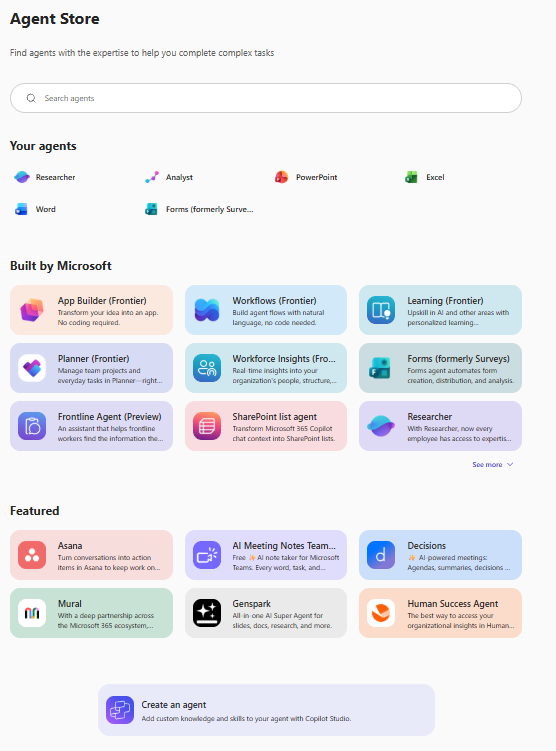 Agent Store
Find agents with the expertise to help you complete complex tasks
Search agents
Your agents
Researcher
Analyst
PowerPoint
Excel
Word
Forms (formerly Surve...
Built by Microsoft
App Builder (Frontier)
Transform your idea into an app.
No coding required.
Workflows (Frontier)
Build agent flows with natural
language, no code needed.
Learning (Frontier)
Upskill in AI and other areas with
personalized learning...
Planner (Frontier)
Manage team projects and
everyday tasks in Planner—right...
Workforce Insights (Fro...
Real-time insights into your
organization's people, structure,...
Forms (formerly Surveys)
Forms agent automates form
creation, distribution, and analysis.
Frontline Agent (Preview)
An assistant that helps frontline
workers find the information the...
SharePoint list agent
Transform Microsoft 365 Copilot
chat context into SharePoint lists.
Researcher
With Researcher, now every
employee has access to expertis...
See more
Featured
Asana
Turn conversations into action
items in Asana to keep work on...
AI Meeting Notes Team...
Free ✨ AI note taker for Microsoft
Teams. Every word, task, and...
Decisions
✨ AI-powered meetings:
Agendas, summaries, decisions ...
Mural
With a deep partnership across
the Microsoft 365 ecosystem,...
Genspark
All-in-one AI Super Agent for
slides, docs, research, and more.
Human Success Agent
The best way to access your
organizational insights in Human...
Create an agent
Add custom knowledge and skills to your agent with Copilot Studio.